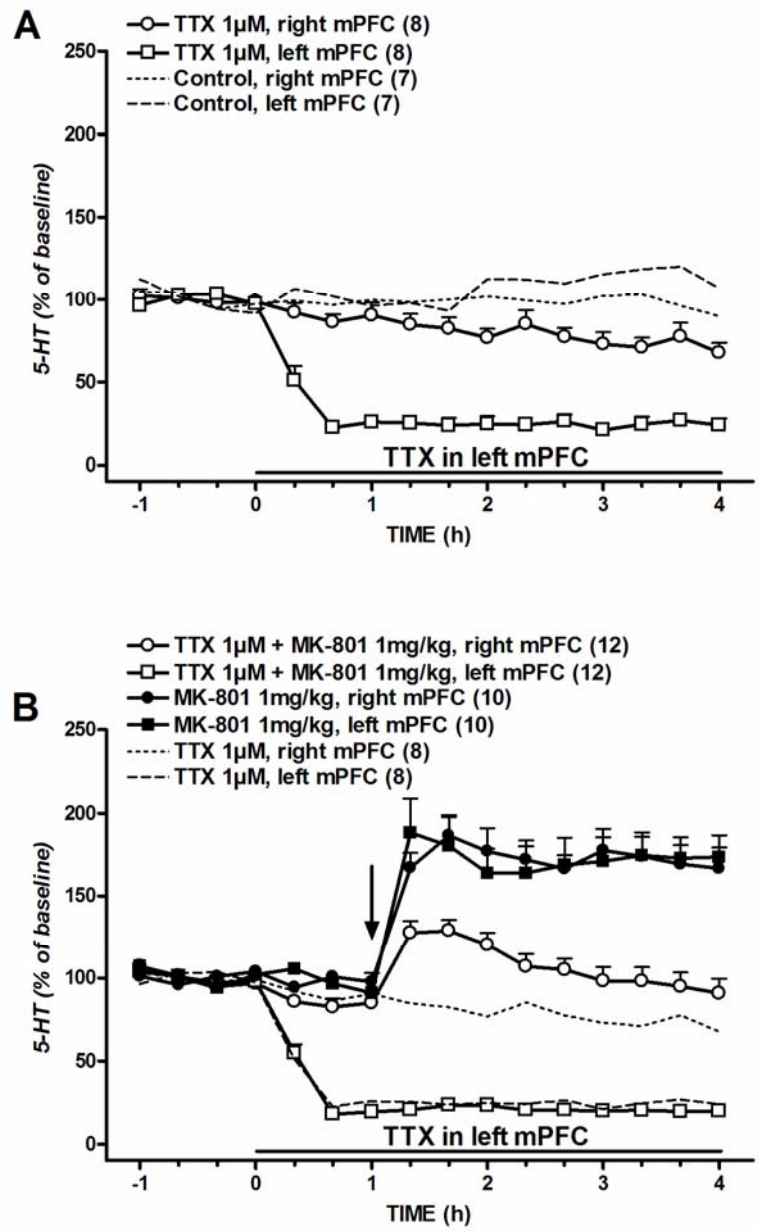 A
TTX 1µM, right mPFC (8)
TTX 1µM, left mPFC (8)
Control, right mPFC (7)
Control, left mPFC (7)
250
200
150
100
50
0
5-HT (% of baseline)
TTX in left mPFC
-1 0 1 2 3 4
TIME (h)
B
TTX 1µM + MK-801 1mg/kg, right mPFC (12)
TTX 1µM + MK-801 1mg/kg, left mPFC (12)
MK-801 1mg/kg, right mPFC (10)
MK-801 1mg/kg, left mPFC (10)
TTX 1µM, right mPFC (8)
TTX 1µM, left mPFC (8)
250
200
150
100
50
0
5-HT (% of baseline)
TTX in left mPFC
-1 0 1 2 3 4
TIME (h)